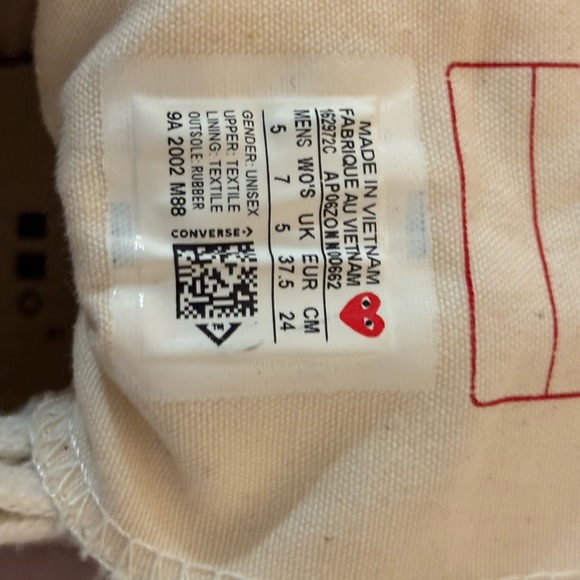 MADE IN VIETNAM
FABRIQUE AU VIETNAM
162972C AP06ZONN00662
MENS WO'S UK EUR CM
5 7 5 37.5 24
GENDER: UNISEX
UPPER: TEXTILE
LINING: TEXTILE
OUTSOLE: RUBBER
9A 2002 M88
CONVERSE